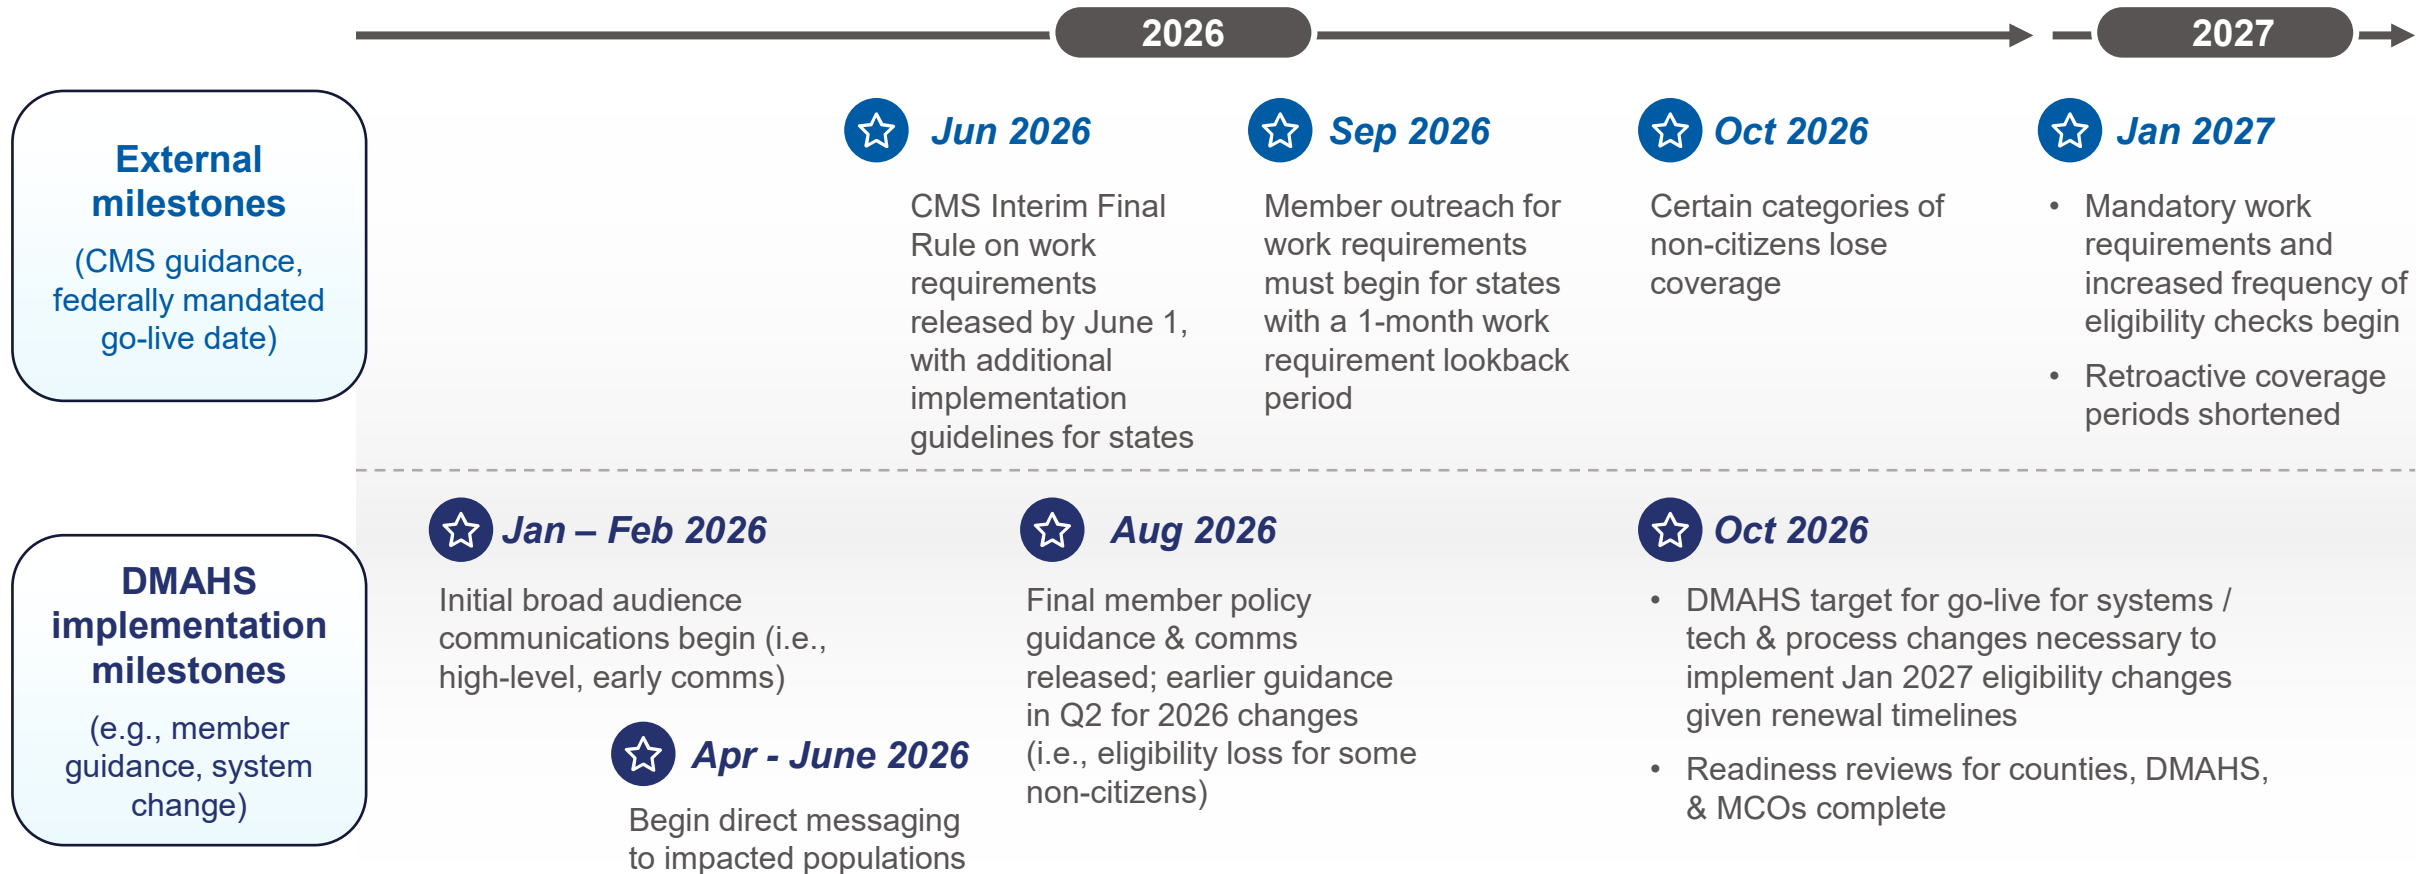 2026
2027
External
milestones
(CMS guidance,
federally mandated
go-live date)
Jun 2026
CMS Interim Final
Rule on work
requirements
released by June 1,
with additional
implementation
guidelines for states
Sep 2026
Member outreach for
work requirements
must begin for states
with a 1-month work
requirement lookback
period
Oct 2026
Certain categories of
non-citizens lose
coverage
Jan 2027
• Mandatory work
requirements and
increased frequency of
eligibility checks begin
• Retroactive coverage
periods shortened
DMAHS
implementation
milestones
(e.g., member
guidance, system
change)
Jan – Feb 2026
Initial broad audience
communications begin (i.e.,
high-level, early comms)
Apr - June 2026
Begin direct messaging
to impacted populations
Aug 2026
Final member policy
guidance & comms
released; earlier guidance
in Q2 for 2026 changes
(i.e., eligibility loss for some
non-citizens)
Oct 2026
• DMAHS target for go-live for systems /
tech & process changes necessary to
implement Jan 2027 eligibility changes
given renewal timelines
• Readiness reviews for counties, DMAHS,
& MCOs complete